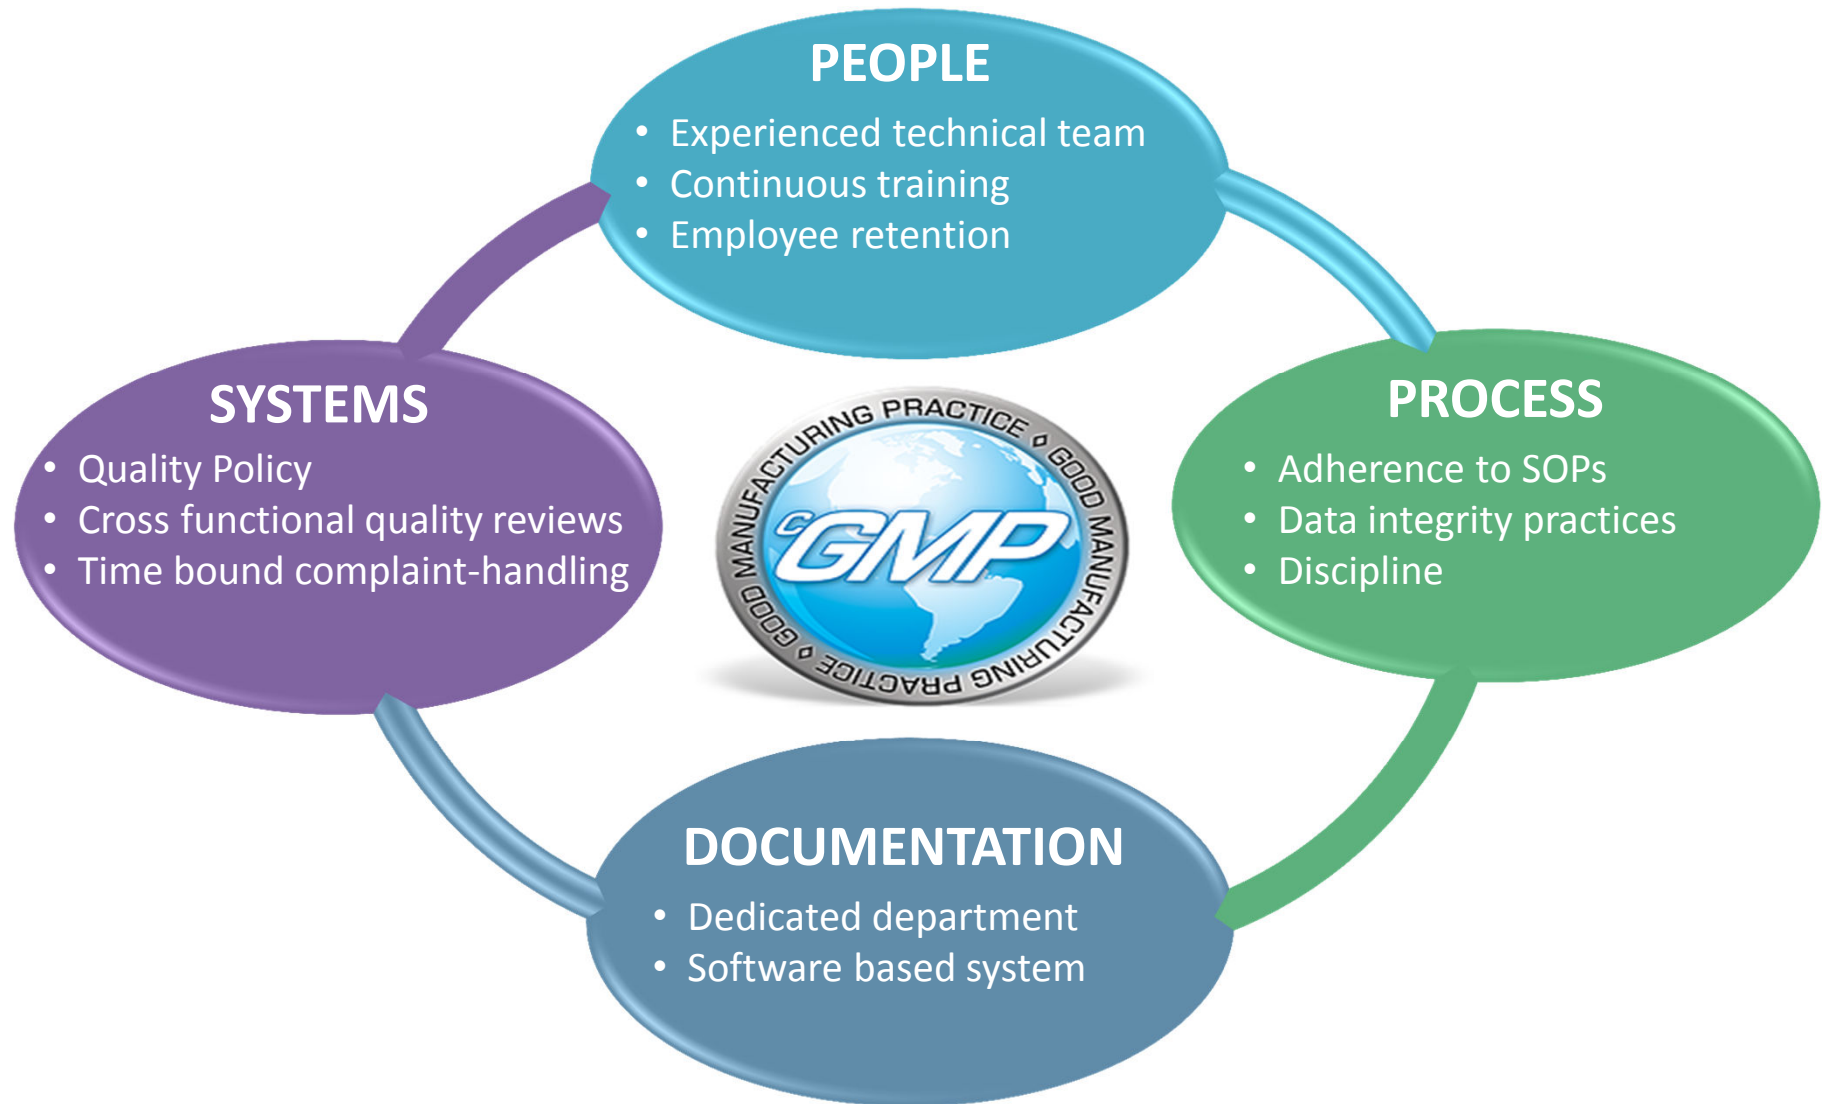 PEOPLE
• Experienced technical team
• Continuous training
• Employee retention
SYSTEMS
• Quality Policy
• Cross functional quality reviews
• Time bound complaint-handling
GOOD MANUFACTURING PRACTICE • GOOD MANUFACTURING PRACTICE •
cGMP
PROCESS
• Adherence to SOPs
• Data integrity practices
• Discipline
DOCUMENTATION
• Dedicated department
• Software based system